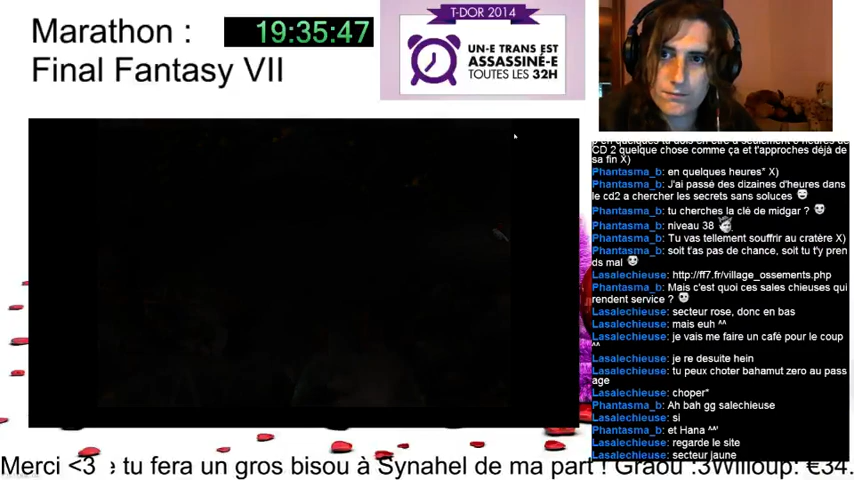 Marathon :
Final Fantasy VII
19:35:47
T-DOR 2014
UN-E TRANS EST
ASSASSINÉ-E
TOUTES LES 32H
CD 2 quelque chose comme ça et t'approches déjà de
sa fin X)
Phantasma_b: en quelques heures* X)
Phantasma_b: J'ai passé des dizaines d'heures dans
le cd2 a chercher les secrets sans soluces
Phantasma_b: tu cherches la clé de midgar ?
Phantasma_b: niveau 38
Phantasma_b: Tu vas tellement souffrir au cratère X)
Phantasma_b: soit t'as pas de chance, soit tu t'y pren
ds mal
Lasalechieuse: http://ff7.fr/village_ossements.php
Phantasma_b: Mais c'est quoi ces sales chieuses qui
rendent service ?
Lasalechieuse: secteur rose, donc en bas
Lasalechieuse: mais euh ^^
Lasalechieuse: je vais me faire un café pour le coup
^^
Lasalechieuse: je re desuite hein
Lasalechieuse: tu peux choter bahamut zero au pass
age
Lasalechieuse: choper*
Phantasma_b: Ah bah gg salechieuse
Lasalechieuse: si
Phantasma_b: et Hana ^^'
Lasalechieuse: regarde le site
Lasalechieuse: secteur jaune
Merci <3 e tu fera un gros bisou à Synahel de ma part ! Graou :3Willoup: €34.